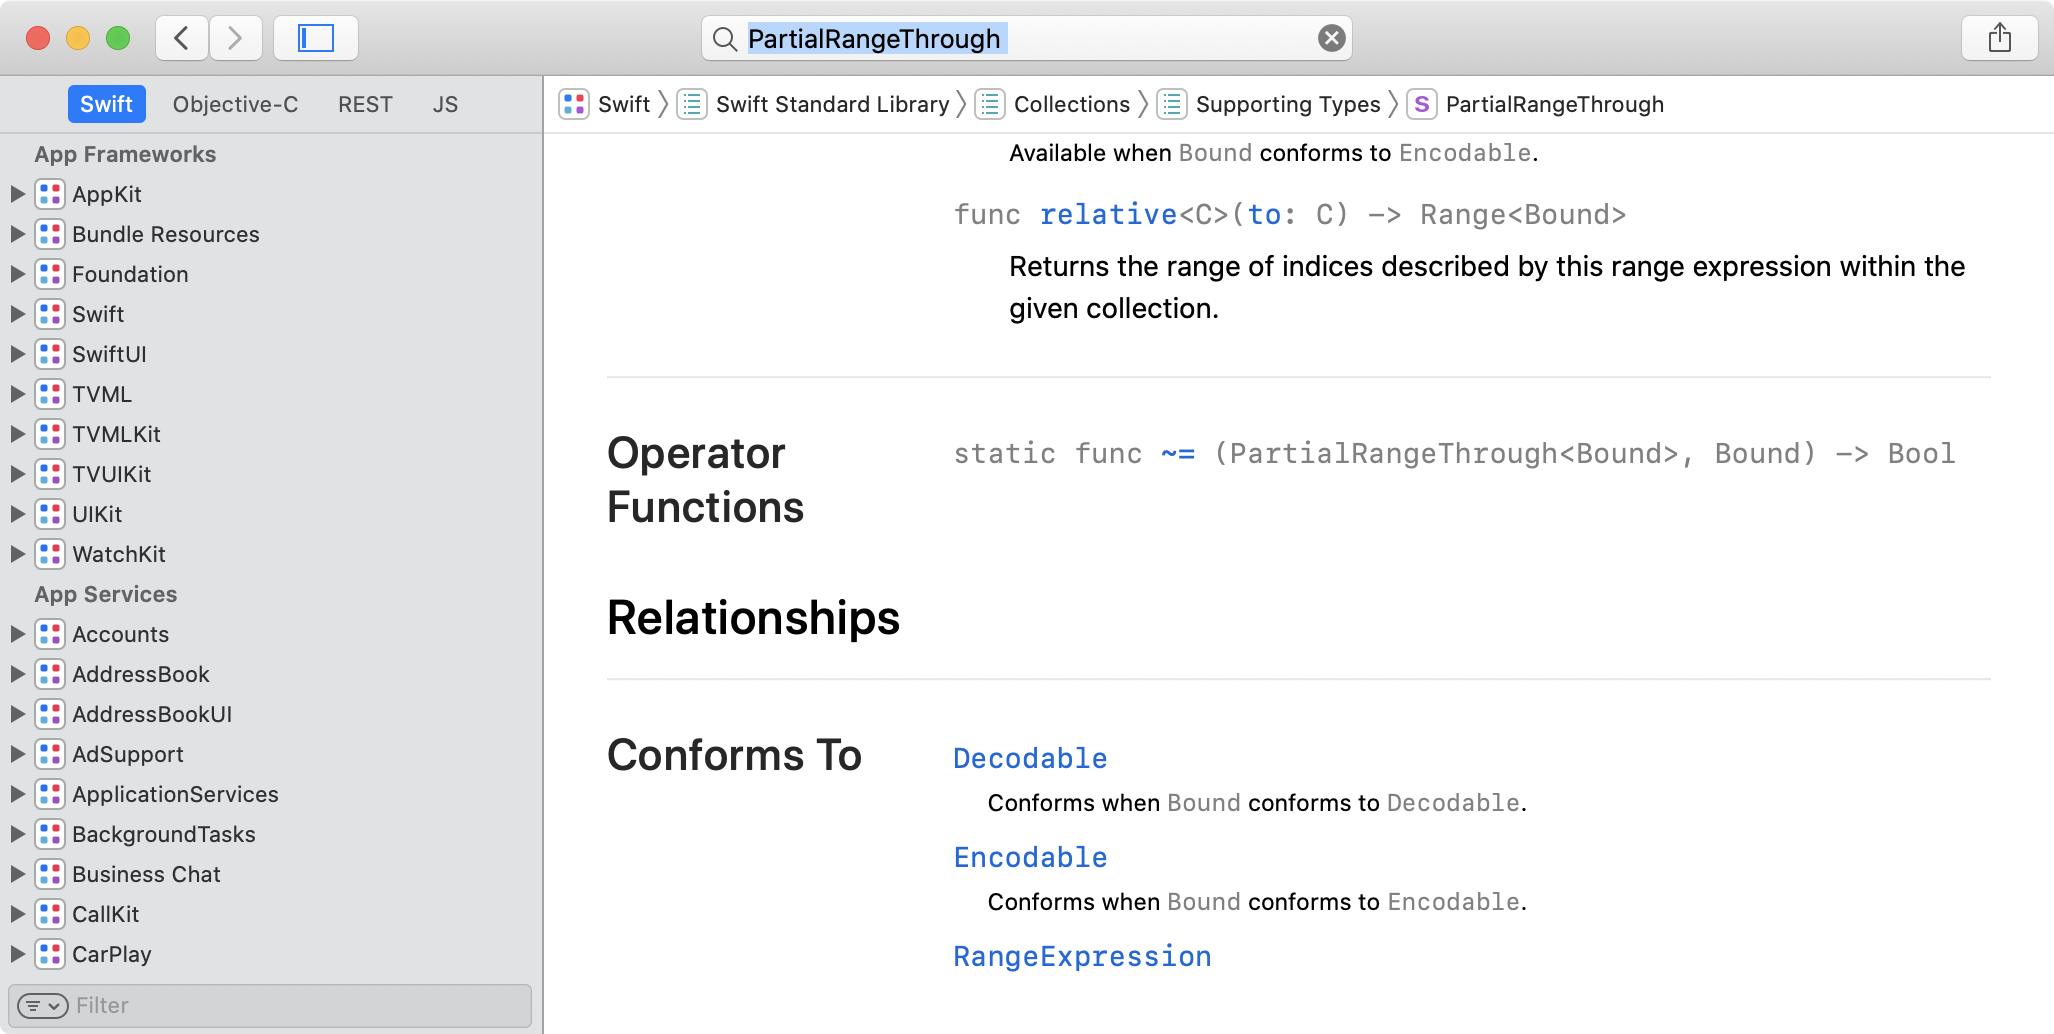 PartialRangeThrough
Swift Objective-C REST JS
Swift Swift Standard Library Collections Supporting Types S PartialRangeThrough
App Frameworks
AppKit
Bundle Resources
Foundation
Swift
SwiftUI
TVML
TVMLKit
TVUIKit
UIKit
WatchKit
App Services
Accounts
AddressBook
AddressBookUI
AdSupport
ApplicationServices
BackgroundTasks
Business Chat
CallKit
CarPlay
Filter
Available when Bound conforms to Encodable.
func relative<C>(to: C) -> Range<Bound>
Returns the range of indices described by this range expression within the
given collection.
Operator
Functions
static func ~= (PartialRangeThrough<Bound>, Bound) -> Bool
Relationships
Conforms To
Decodable
Conforms when Bound conforms to Decodable.
Encodable
Conforms when Bound conforms to Encodable.
RangeExpression